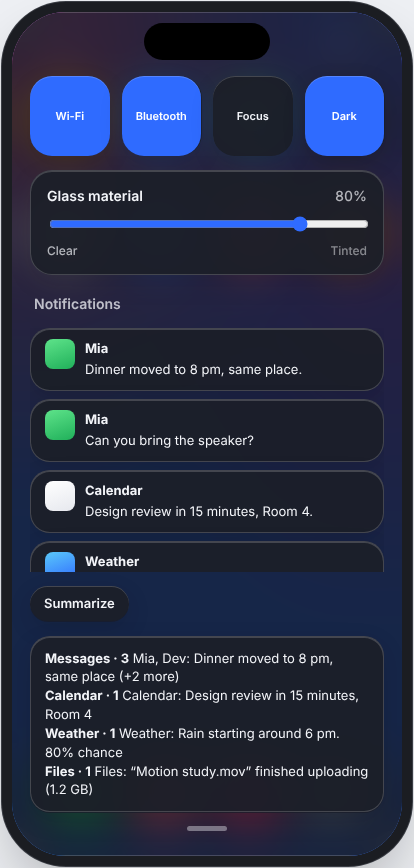 Wi-Fi
Bluetooth
Focus
Dark
Glass material
80%
Clear
Tinted
Notifications
Mia
Dinner moved to 8 pm, same place.
Mia
Can you bring the speaker?
Calendar
Design review in 15 minutes, Room 4.
Weather
Summarize
Messages · 3 Mia, Dev: Dinner moved to 8 pm,
same place (+2 more)
Calendar · 1 Calendar: Design review in 15 minutes,
Room 4
Weather · 1 Weather: Rain starting around 6 pm.
80% chance
Files · 1 Files: “Motion study.mov” finished uploading
(1.2 GB)